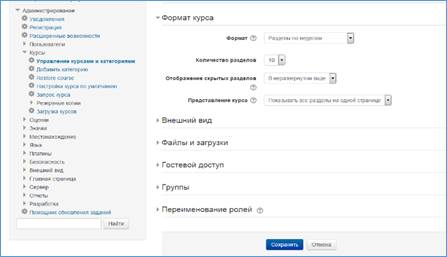 Администрирование
Уведомления
Регистрация
Расширенные возможности
Пользователи
Курсы
Управление курсами и категориями
Добавить категорию
Restore course
Настройки курса по умолчанию
Запрос курса
Резервные копии
Загрузка курсов
Оценки
Значки
Местонахождение
Язык
Плагины
Безопасность
Внешний вид
Главная страница
Сервер
Отчеты
Разработка
Помощник обновления заданий
Найти
Формат курса
Формат
Разделы по неделям
Количество разделов
10
Отображение скрытых разделов
В неразвернутом виде
Представление курса
Показывать все разделы на одной странице
Внешний вид
Файлы и загрузки
Гостевой доступ
Группы
Переименование ролей
Сохранить
Отмена